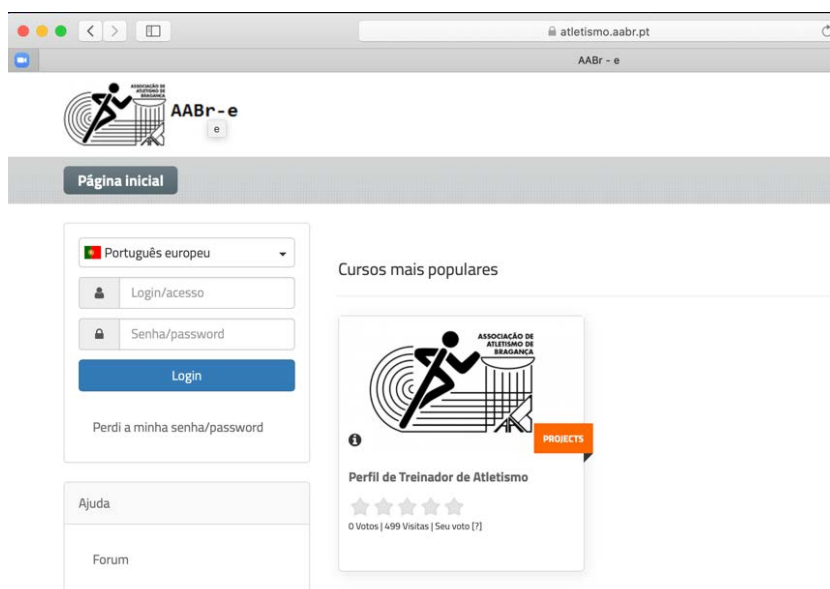 atletismo.aabr.pt
AABr - e
ASSOCIAÇÃO DE
ATLETISMO DE
BRAGANÇA
AABr-e
e
Página inicial
Português europeu
Login/acesso
Senha/password
Login
Perdi a minha senha/password
Ajuda
Forum
Cursos mais populares
ASSOCIAÇÃO DE
ATLETISMO DE
BRAGANÇA
PROJECTS
Perfil de Treinador de Atletismo
0 Votos | 499 Visitas | Seu voto [?]